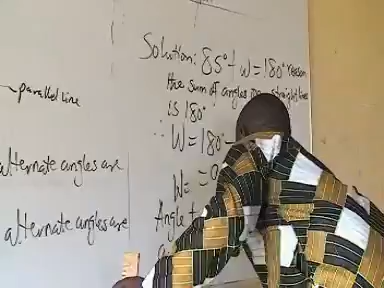 parallel line
alternate angles are
alternate angles are
Solution: 85° + W = 180° reason
the sum of angles on straight line
is 180°
∴ W = 180°
W =
Angle